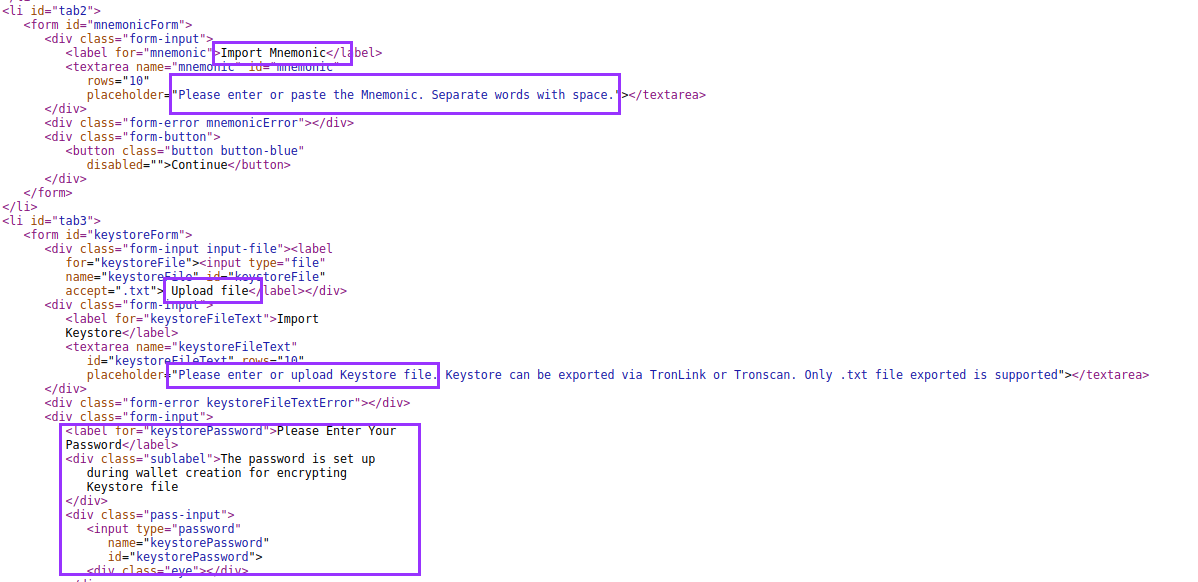 <li id="tab2">
<form id="mnemonicForm">
<div class="form-input">
<label for="mnemonic">Import Mnemonic</label>
<textarea name="mnemonic" id="mnemonic"
rows="10"
placeholder="Please enter or paste the Mnemonic. Separate words with space."></textarea>
</div>
<div class="form-error mnemonicError"></div>
<div class="form-button">
<button class="button button-blue"
disabled="">Continue</button>
</div>
</form>
</li>
<li id="tab3">
<form id="keystoreForm">
<div class="form-input input-file"><label
for="keystoreFile"><input type="file"
name="keystoreFile" id="keystoreFile"
accept=".txt"> Upload file</label></div>
<div class="form-input">
<label for="keystoreFileText">Import
Keystore</label>
<textarea name="keystoreFileText"
id="keystoreFileText" rows="10"
placeholder="Please enter or upload Keystore file. Keystore can be exported via TronLink or Tronscan. Only .txt file exported is supported"></textarea>
</div>
<div class="form-error keystoreFileTextError"></div>
<div class="form-input">
<label for="keystorePassword">Please Enter Your
Password</label>
<div class="sublabel">The password is set up
during wallet creation for encrypting
Keystore file
</div>
<div class="pass-input">
<input type="password"
name="keystorePassword"
id="keystorePassword">
<div class="eye"></div>